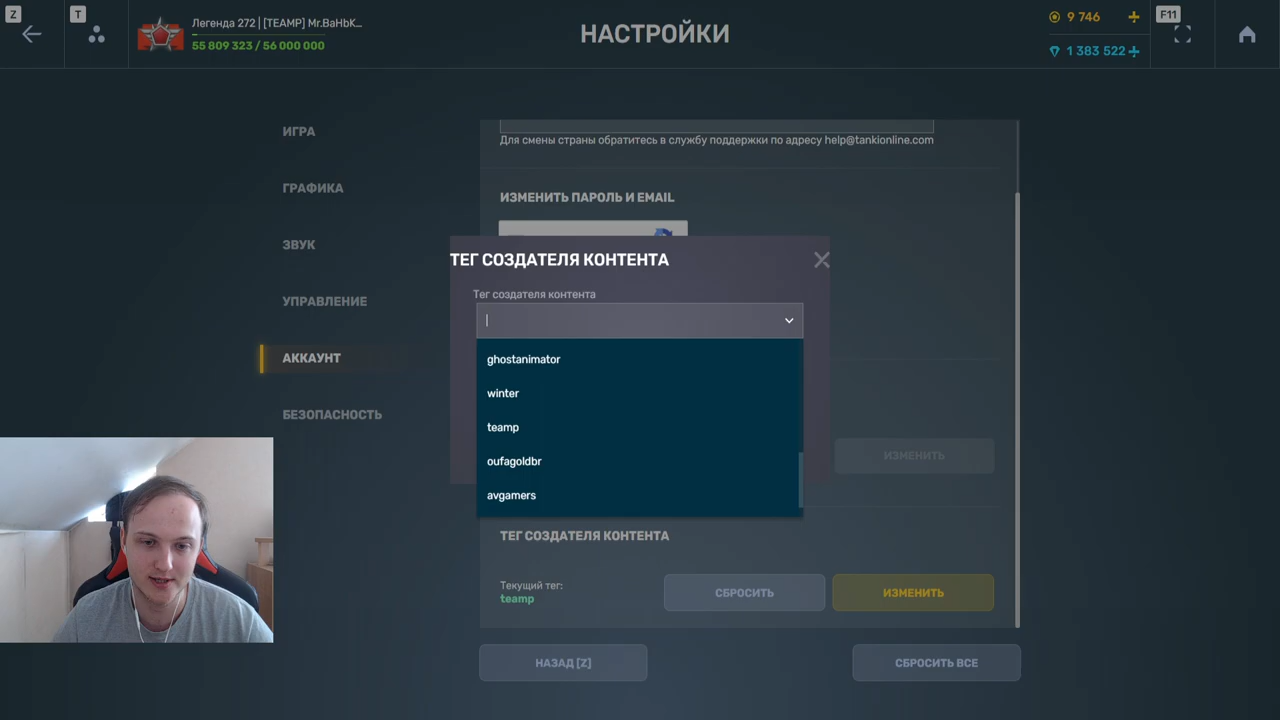 Z
T
Легенда 272 | [TEAMP] Mr.BaHbK...
55 809 323 / 56 000 000
НАСТРОЙКИ
9 746
1 383 522
F11
ИГРА
ГРАФИКА
ЗВУК
УПРАВЛЕНИЕ
АККАУНТ
БЕЗОПАСНОСТЬ
Для смены страны обратитесь в службу поддержки по адресу help@tankionline.com
ИЗМЕНИТЬ ПАРОЛЬ И EMAIL
ТЕГ СОЗДАТЕЛЯ КОНТЕНТА
Тег создателя контента
ghostanimator
winter
teamp
oufagoldbr
avgamers
ИЗМЕНИТЬ
ТЕГ СОЗДАТЕЛЯ КОНТЕНТА
Текущий тег:
teamp
СБРОСИТЬ
ИЗМЕНИТЬ
НАЗАД [Z]
СБРОСИТЬ ВСЕ